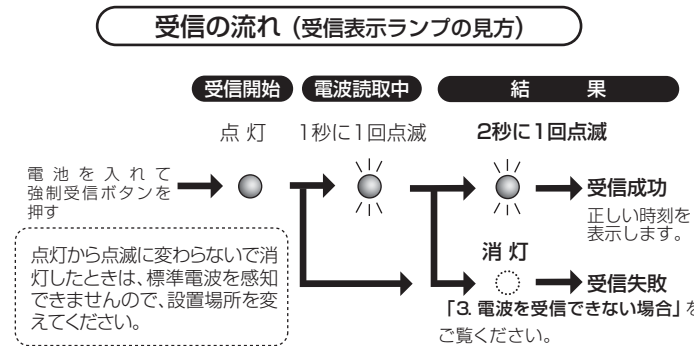 受信の流れ（受信表示ランプの見方）
受信開始
電波読取中
結果
点灯
1秒に1回点滅
2秒に1回点滅
電池を入れて
強制受信ボタンを
押す
受信成功
正しい時刻を
表示します。
点灯から点滅に変わらないで消
灯したときは、標準電波を感知
できませんので、設置場所を変
えてください。
消灯
受信失敗
「3. 電波を受信できない場合」を
ご覧ください。